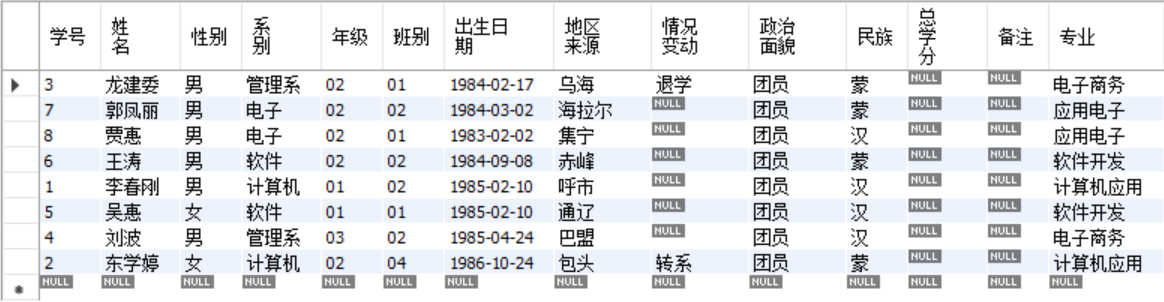 学号 姓名 性别 系别 年级 班别 出生日期 地区来源 情况变动 政治面貌 民族 总学分 备注 专业
3 龙建委 男 管理系 02 01 1984-02-17 乌海 退学 团员 蒙 NULL NULL 电子商务
7 郭凤丽 男 电子 02 02 1984-03-02 海拉尔 NULL 团员 蒙 NULL NULL 应用电子
8 贾惠 男 电子 02 01 1983-02-02 集宁 NULL 团员 汉 NULL NULL 应用电子
6 王涛 男 软件 02 02 1984-09-08 赤峰 NULL 团员 蒙 NULL NULL 软件开发
1 李春刚 男 计算机 01 02 1985-02-10 呼市 NULL 团员 汉 NULL NULL 计算机应用
5 吴惠 女 软件 01 01 1985-02-10 通辽 NULL 团员 汉 NULL NULL 软件开发
4 刘波 男 管理系 03 02 1985-04-24 巴盟 NULL 团员 汉 NULL NULL 电子商务
2 东学婷 女 计算机 02 04 1986-10-24 包头 转系 团员 蒙 NULL NULL 计算机应用
NULL NULL NULL NULL NULL NULL NULL NULL NULL NULL NULL NULL NULL NULL